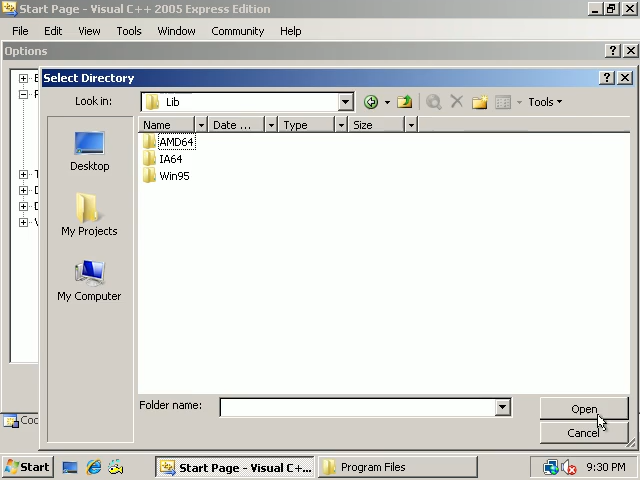 Start Page - Visual C++ 2005 Express Edition
File Edit View Tools Window Community Help
Options
Select Directory
Look in: Lib Tools
Name Date ... Type Size
AMD64
IA64
Win95
Desktop
My Projects
My Computer
Folder name:
Open
Cancel
Start Start Page - Visual C+... Program Files 9:30 PM